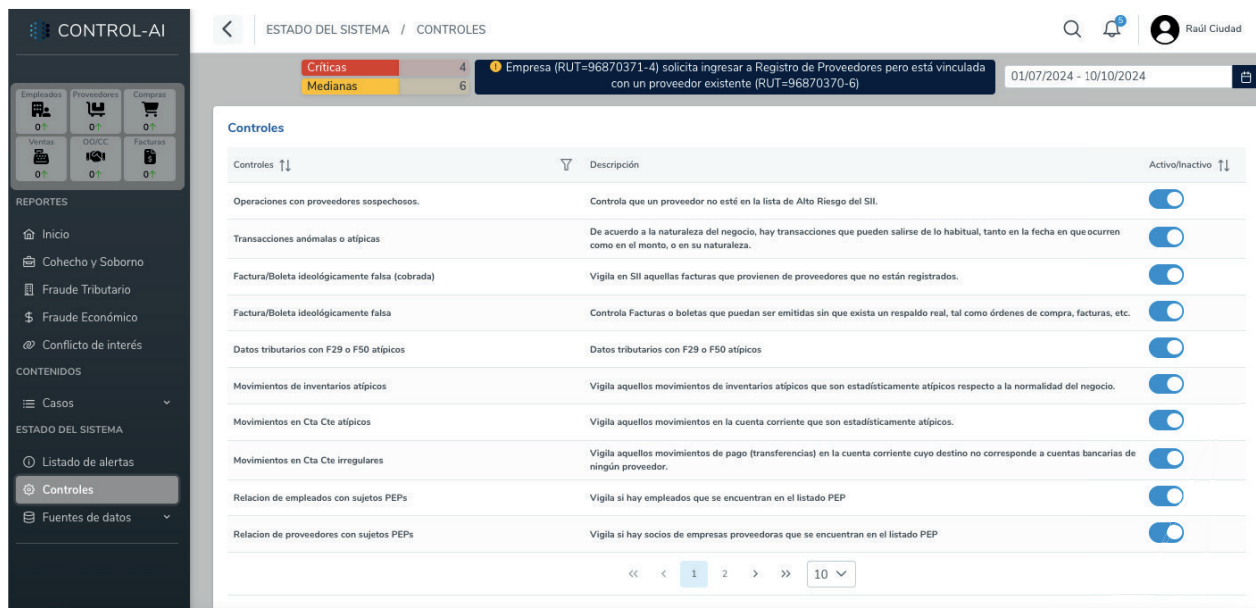 CONTROL-AI
ESTADO DEL SISTEMA / CONTROLES
5
Raúl Ciudad
Críticas 4
Medianas 6
Empresa (RUT=96870371-4) solicita ingresar a Registro de Proveedores pero está vinculada
con un proveedor existente (RUT=96870370-6)
01/07/2024 - 10/10/2024
Empleados Proveedores Compras
0↑ 0↑ 0↑
Ventas OO/CC Facturas
0↑ 0↑ 0↑
REPORTES
Inicio
Cohecho y Soborno
Fraude Tributario
Fraude Económico
Conflicto de interés
CONTENIDOS
Casos
ESTADO DEL SISTEMA
Listado de alertas
Controles
Fuentes de datos
Controles
Controles Descripción Activo/Inactivo
Operaciones con proveedores sospechosos. Controla que un proveedor no esté en la lista de Alto Riesgo del SII.
Transacciones anómalas o atípicas De acuerdo a la naturaleza del negocio, hay transacciones que pueden salirse de lo habitual, tanto en la fecha en que ocurren
como en el monto, o en su naturaleza.
Factura/Boleta ideológicamente falsa (cobrada) Vigila en SII aquellas facturas que provienen de proveedores que no están registrados.
Factura/Boleta ideológicamente falsa Controla Facturas o boletas que puedan ser emitidas sin que exista un respaldo real, tal como órdenes de compra, facturas, etc.
Datos tributarios con F29 o F50 atípicos Datos tributarios con F29 o F50 atípicos
Movimientos de inventarios atípicos Vigila aquellos movimientos de inventarios atípicos que son estadísticamente atípicos respecto a la normalidad del negocio.
Movimientos en Cta Cte atípicos Vigila aquellos movimientos en la cuenta corriente que son estadísticamente atípicos.
Movimientos en Cta Cte irregulares Vigila aquellos movimientos de pago (transferencias) en la cuenta corriente cuyo destino no corresponde a cuentas bancarias de
ningún proveedor.
Relacion de empleados con sujetos PEPs Vigila si hay empleados que se encuentran en el listado PEP
Relacion de proveedores con sujetos PEPs Vigila si hay socios de empresas proveedoras que se encuentran en el listado PEP
<< < 1 2 > >> 10